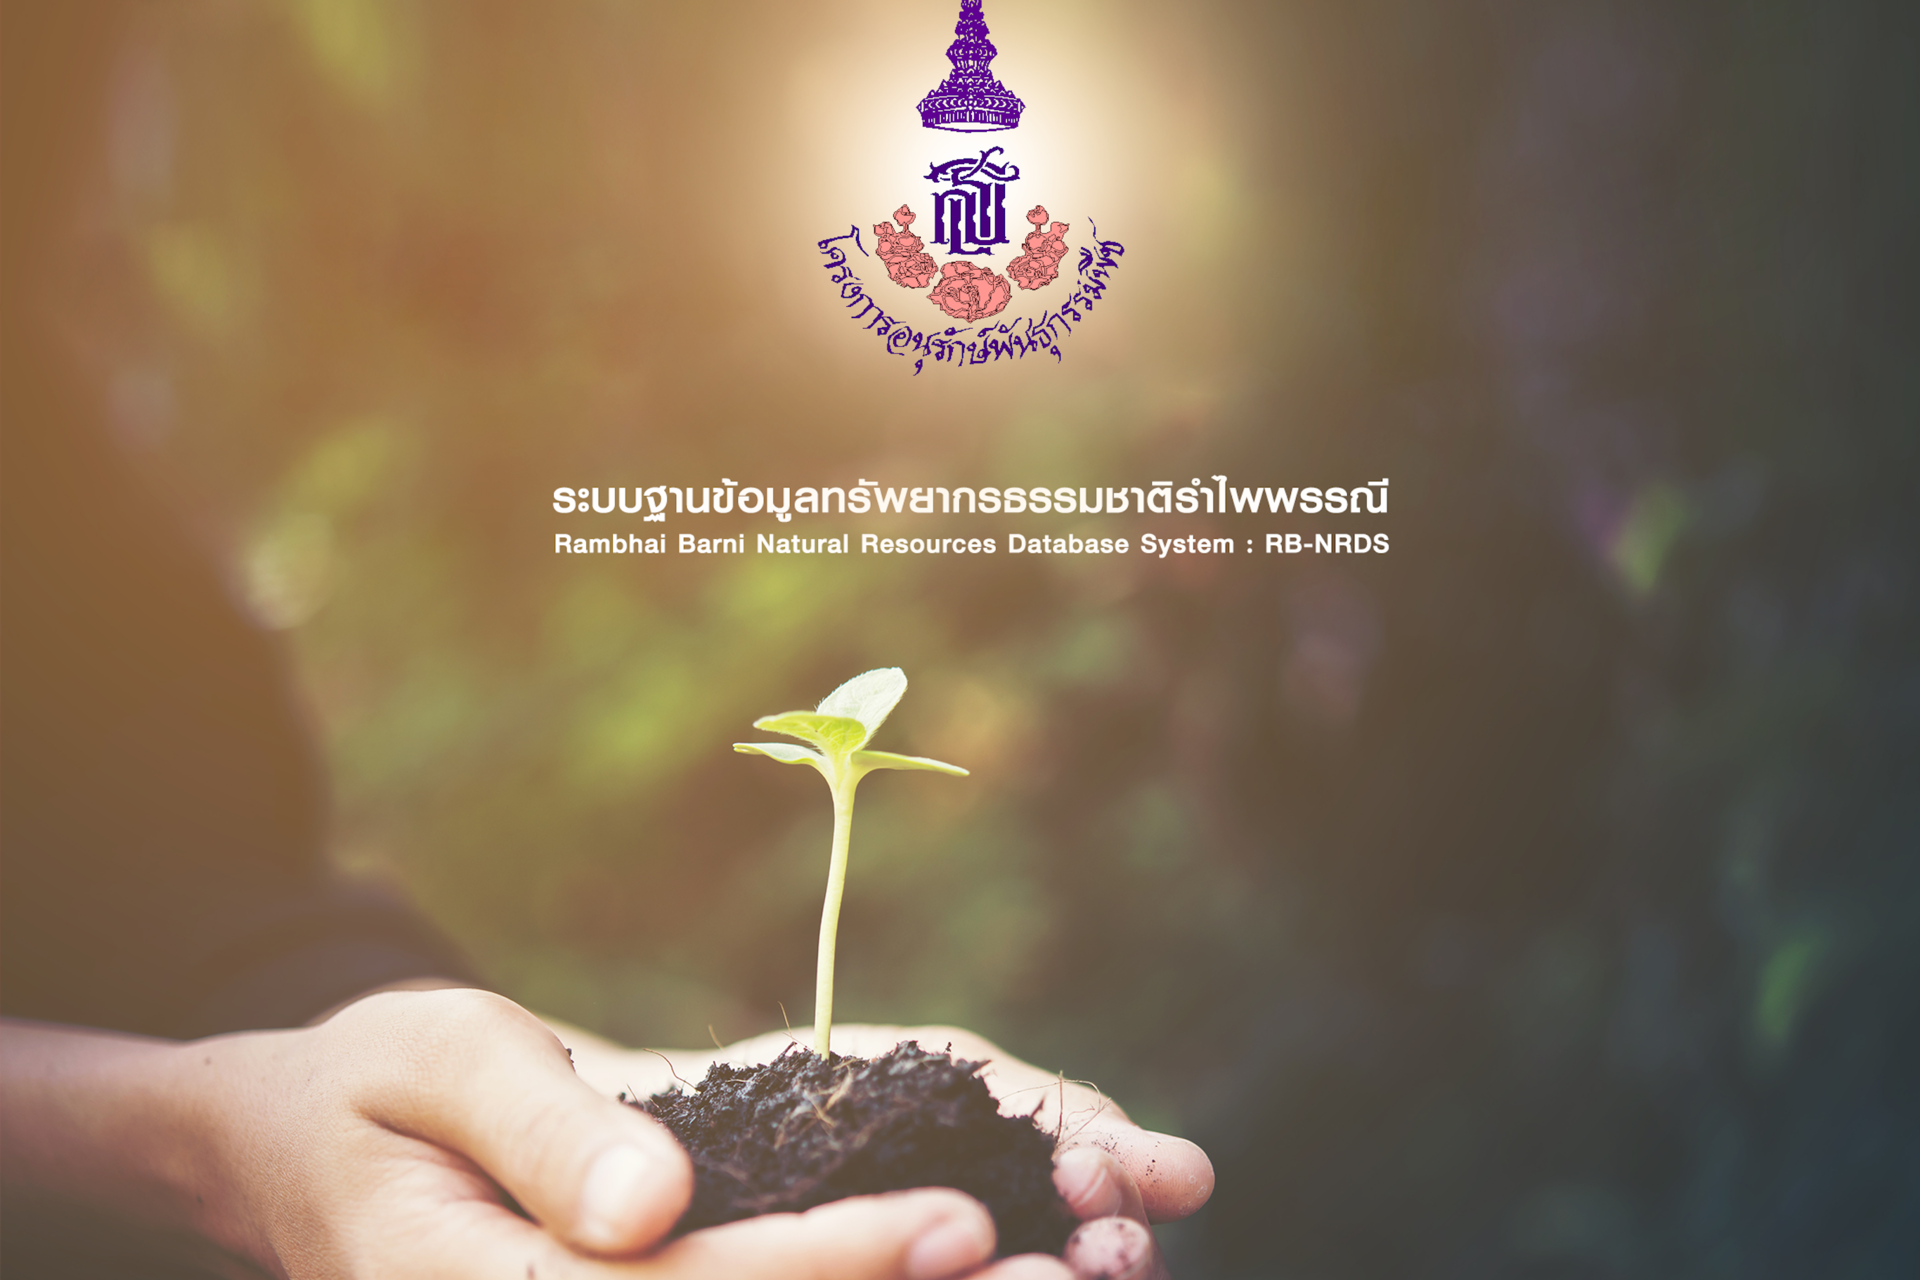 โครงการอนุรักษ์พันธุกรรมพืช
ระบบฐานข้อมูลทรัพยากรธรรมชาติรำไพพรรณี
Rambhai Barni Natural Resources Database System : RB-NRDS